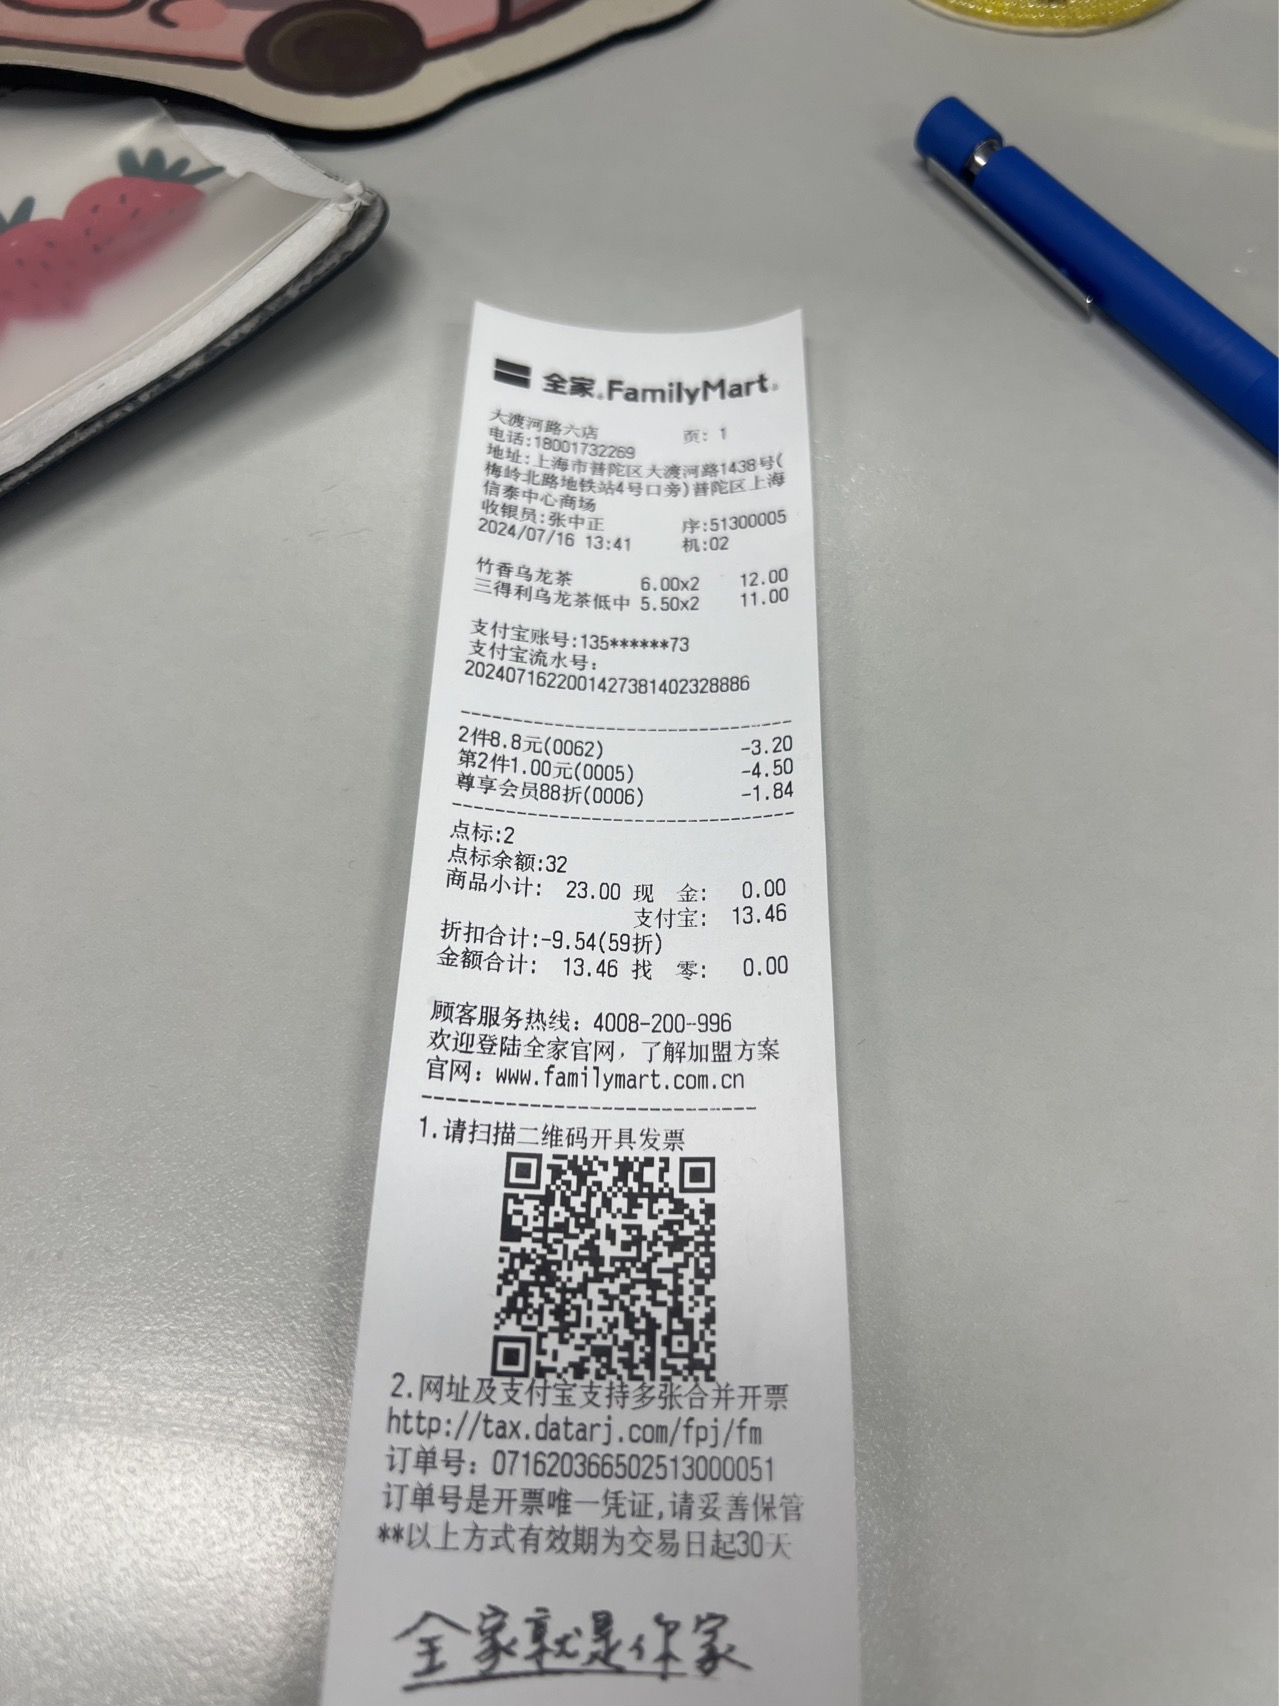 全家 FamilyMart
大渡河路六店 页: 1
电话:18001732269
地址:上海市普陀区大渡河路1438号(
梅岭北路地铁站4号口旁)普陀区上海
信泰中心商场
收银员:张中正 序:51300005
2024/07/16 13:41 机:02
竹香乌龙茶 6.00x2 12.00
三得利乌龙茶低中 5.50x2 11.00
支付宝账号:135******73
支付宝流水号:
2024071622001427381402328886
2件8.8元(0062) -3.20
第2件1.00元(0005) -4.50
尊享会员88折(0006) -1.84
点标:2
点标余额:32
商品小计: 23.00 现 金: 0.00
支付宝: 13.46
折扣合计:-9.54(59折)
金额合计: 13.46 找 零: 0.00
顾客服务热线: 4008-200-996
欢迎登陆全家官网, 了解加盟方案
官网: www.familymart.com.cn
1.请扫描二维码开具发票
2.网址及支付宝支持多张合并开票
http://tax.datarj.com/fpj/fm
订单号: 0716203665025130000​51
订单号是开票唯一凭证,请妥善保管
**以上方式有效期为交易日起30天
全家就是你家